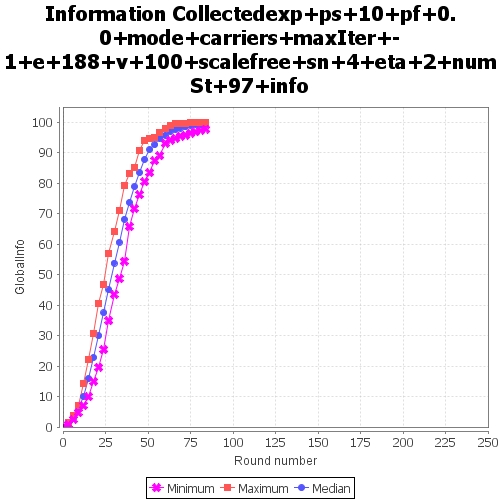 Information Collectedexp+ps+10+pf+0.
0+mode+carriers+maxIter+-
1+e+188+v+100+scalefree+sn+4+eta+2+num
St+97+info
100
90
80
70
60
50
40
30
20
10
0
GlobalInfo
0 25 50 75 100 125 150 175 200 225 250
Round number
Minimum Maximum Median